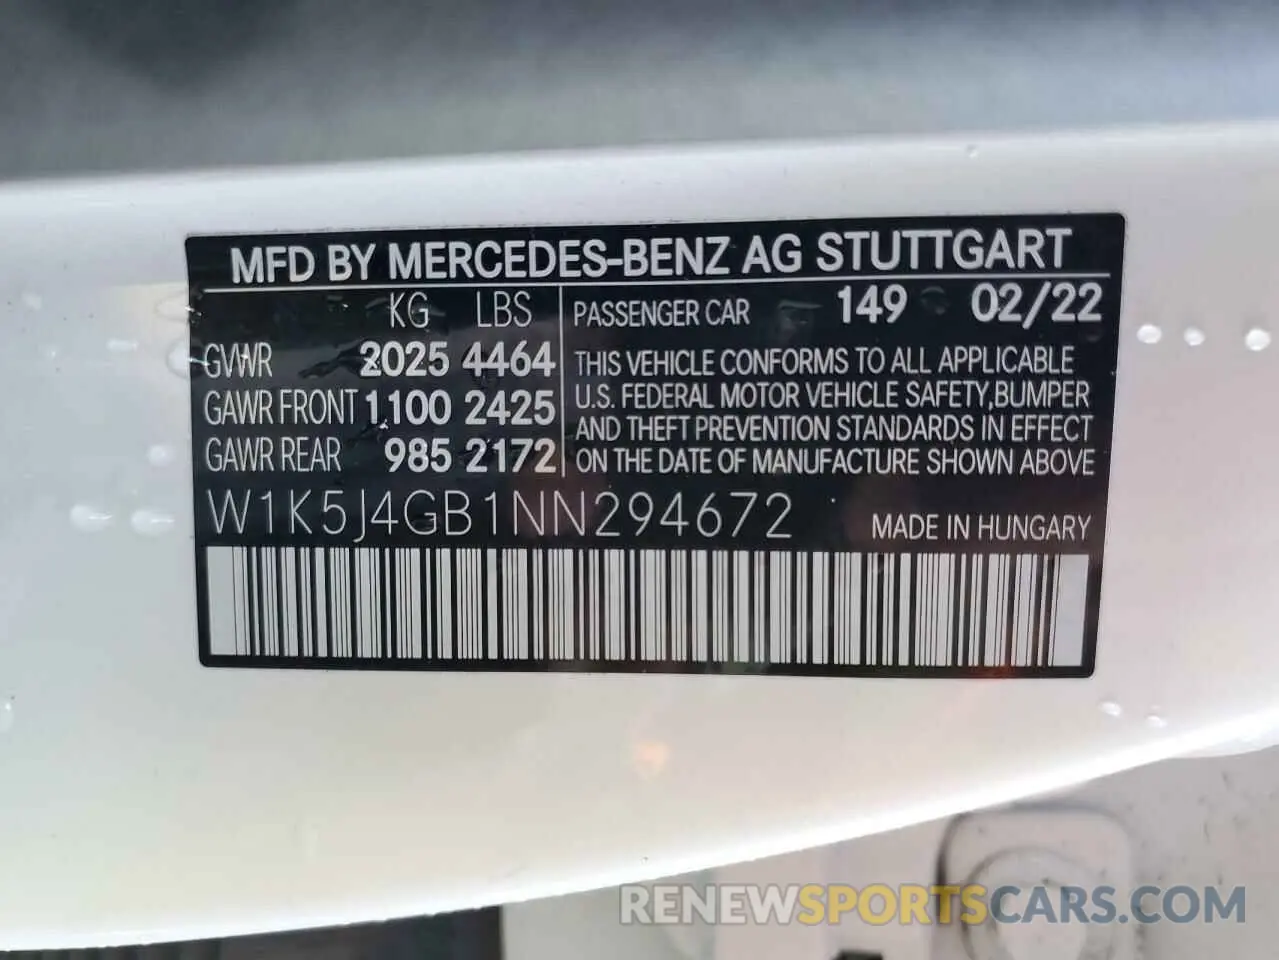 MFD BY MERCEDES-BENZ AG STUTTGART
KG LBS
GVWR 2025 4464
GAWR FRONT 1100 2425
GAWR REAR 985 2172
PASSENGER CAR 149 02/22
THIS VEHICLE CONFORMS TO ALL APPLICABLE
U.S. FEDERAL MOTOR VEHICLE SAFETY,BUMPER
AND THEFT PREVENTION STANDARDS IN EFFECT
ON THE DATE OF MANUFACTURE SHOWN ABOVE
W1K5J4GB1NN294672
MADE IN HUNGARY
RENEWSPORTSCARS.COM